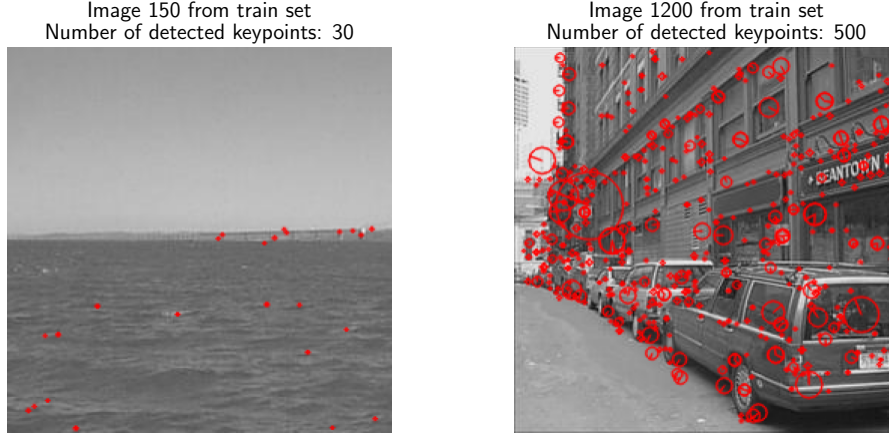 Image 150 from train set
Number of detected keypoints: 30
Image 1200 from train set
Number of detected keypoints: 500
BEANTOWN